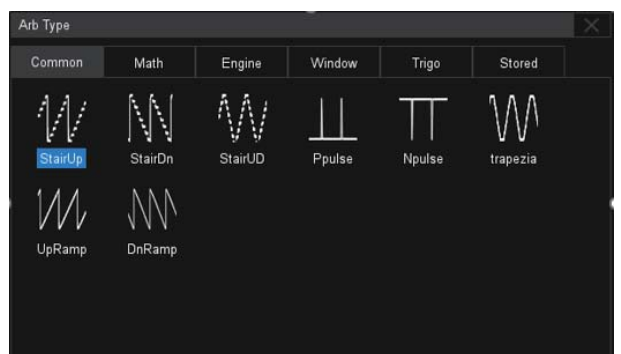 Arb Type
Common Math Engine Window Trigo Stored
StairUp StairDn StairUD Ppulse Npulse trapezia
UpRamp DnRamp